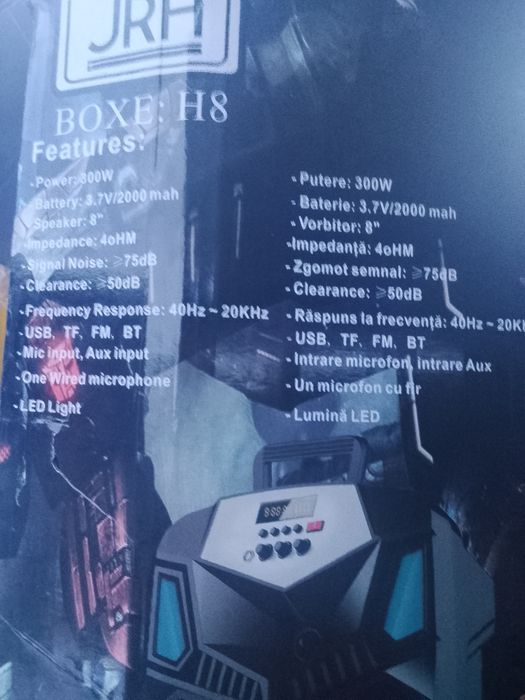 JRH
BOXE: H8
Features:
-Power: 300W
-Battery: 3.7V/2000 mah
-Speaker: 8"
-Impedance: 4oHM
-Signal Noise: ⩾75dB
-Clearance: ⩾50dB
-Frequency Response: 40Hz ~ 20KHz
-USB, TF, FM, BT
-Mic input, Aux input
-One Wired microphone
-LED Light
-Putere: 300W
-Baterie: 3.7V/2000 mah
-Vorbitor: 8"
-Impedanță: 4oHM
-Zgomot semnal: ⩾75dB
-Clearance: ⩾50dB
-Răspuns la frecvență: 40Hz ~ 20K
-USB, TF, FM, BT
-Intrare microfon, intrare Aux
-Un microfon cu fir
-Lumină LED